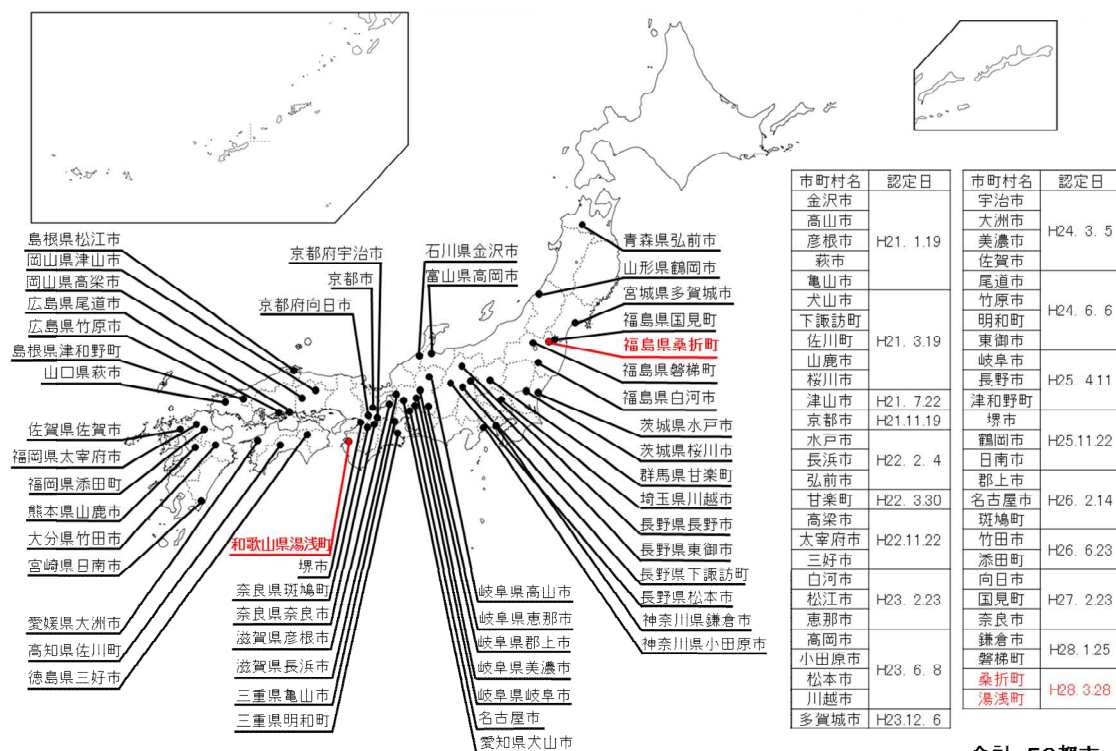 島根県松江市
岡山県津山市
岡山県高梁市
広島県尾道市
広島県竹原市
島根県津和野町
山口県萩市
佐賀県佐賀市
福岡県太宰府市
福岡県添田町
熊本県山鹿市
大分県竹田市
宮崎県日南市
愛媛県大洲市
高知県佐川町
徳島県三好市
京都府宇治市
京都市
京都府向日市
石川県金沢市
富山県高岡市
和歌山県湯浅町
堺市
奈良県斑鳩町
奈良県奈良市
滋賀県彦根市
滋賀県長浜市
三重県亀山市
三重県明和町
岐阜県高山市
岐阜県恵那市
岐阜県郡上市
岐阜県美濃市
岐阜県岐阜市
名古屋市
愛知県犬山市
青森県弘前市
山形県鶴岡市
宮城県多賀城市
福島県国見町
福島県桑折町
福島県磐梯町
福島県白河市
茨城県水戸市
茨城県桜川市
群馬県甘楽町
埼玉県川越市
長野県長野市
長野県東御市
長野県下諏訪町
長野県松本市
神奈川県鎌倉市
神奈川県小田原市
市町村名 認定日
金沢市
高山市
彦根市
萩市
H21. 1.19
亀山市
犬山市
下諏訪町
佐川町
山鹿市
桜川市
H21. 3.19
津山市 H21. 7.22
京都市 H21.11.19
水戸市
長浜市
弘前市
H22. 2. 4
甘楽町 H22. 3.30
高梁市
太宰府市
三好市
H22.11.22
白河市
松江市
恵那市
H23. 2.23
高岡市
小田原市
松本市
川越市
H23. 6. 8
多賀城市 H23.12. 6
市町村名 認定日
宇治市
大洲市
美濃市
佐賀市
H24. 3. 5
尾道市
竹原市
明和町
東御市
H24. 6. 6
岐阜市
長野市
津和野町
H25. 4.11
堺市
鶴岡市
日南市
郡上市
H25.11.22
名古屋市
斑鳩町
H26. 2.14
竹田市
添田町
H26. 6.23
向日市
国見町
奈良市
H27. 2.23
鎌倉市
磐梯町
H28. 1.25
桑折町
湯浅町
H28. 3.28